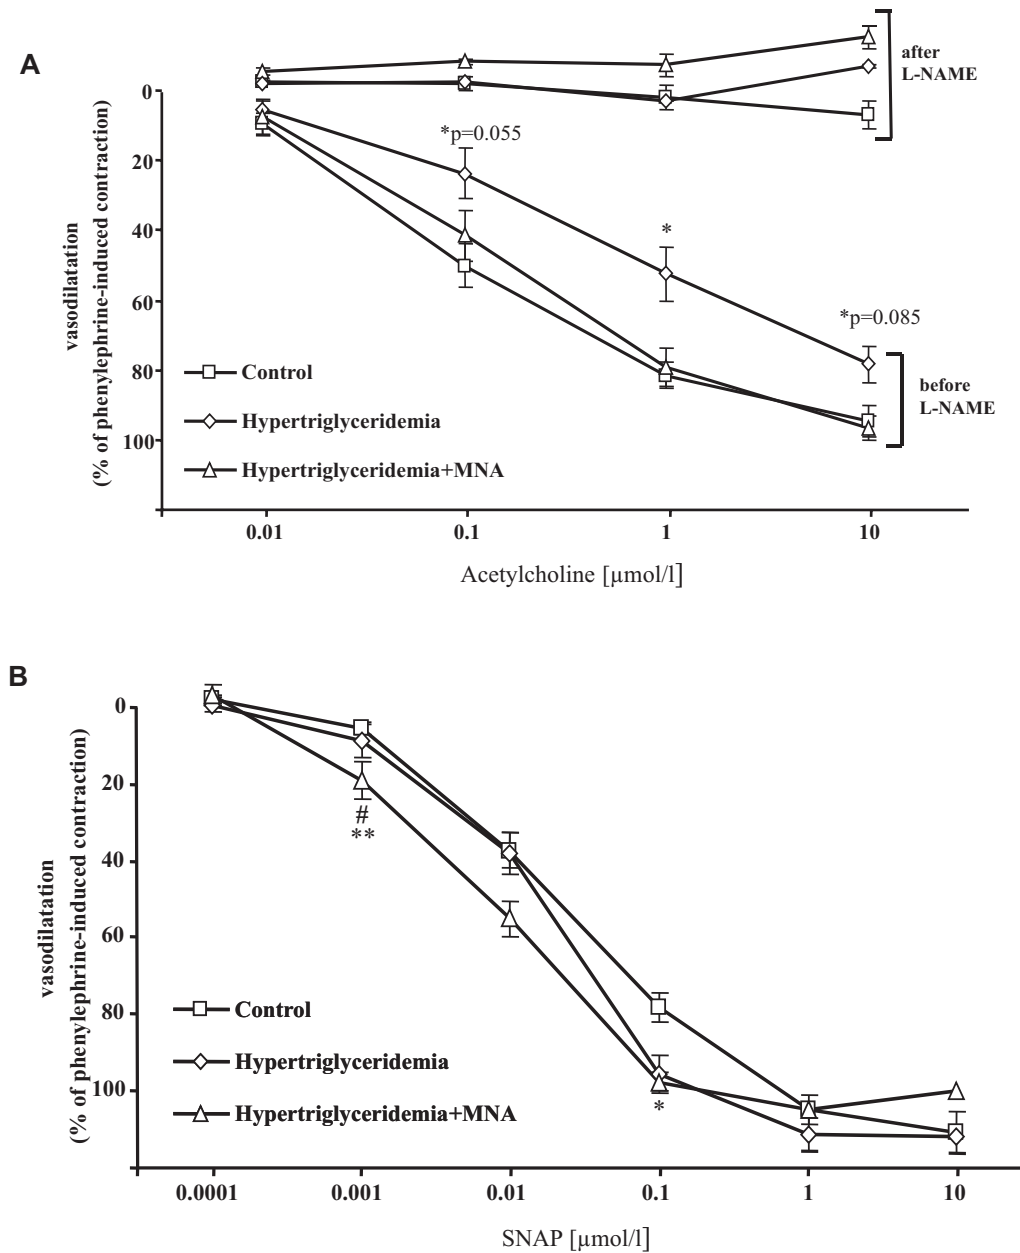 A
after
L-NAME
0
20
40
60
80
100
vasodilatation
(% of phenylephrine-induced contraction)
*p=0.055
*
*p=0.085
before
L-NAME
Control
Hypertriglyceridemia
Hypertriglyceridemia+MNA
0.01 0.1 1 10
Acetylcholine [µmol/l]
B
0
20
40
60
80
100
vasodilatation
(% of phenylephrine-induced contraction)
#
**
*
Control
Hypertriglyceridemia
Hypertriglyceridemia+MNA
0.0001 0.001 0.01 0.1 1 10
SNAP [µmol/l]